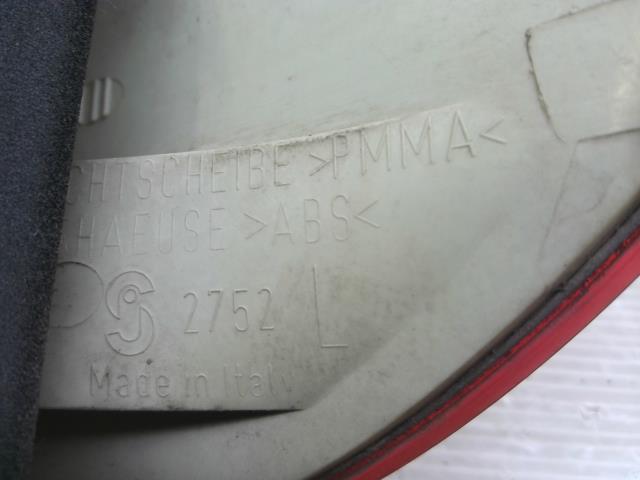 CHTSCHEIBE >PMMA<
HAEUSE >ABS<
2752 L
Made in Italy